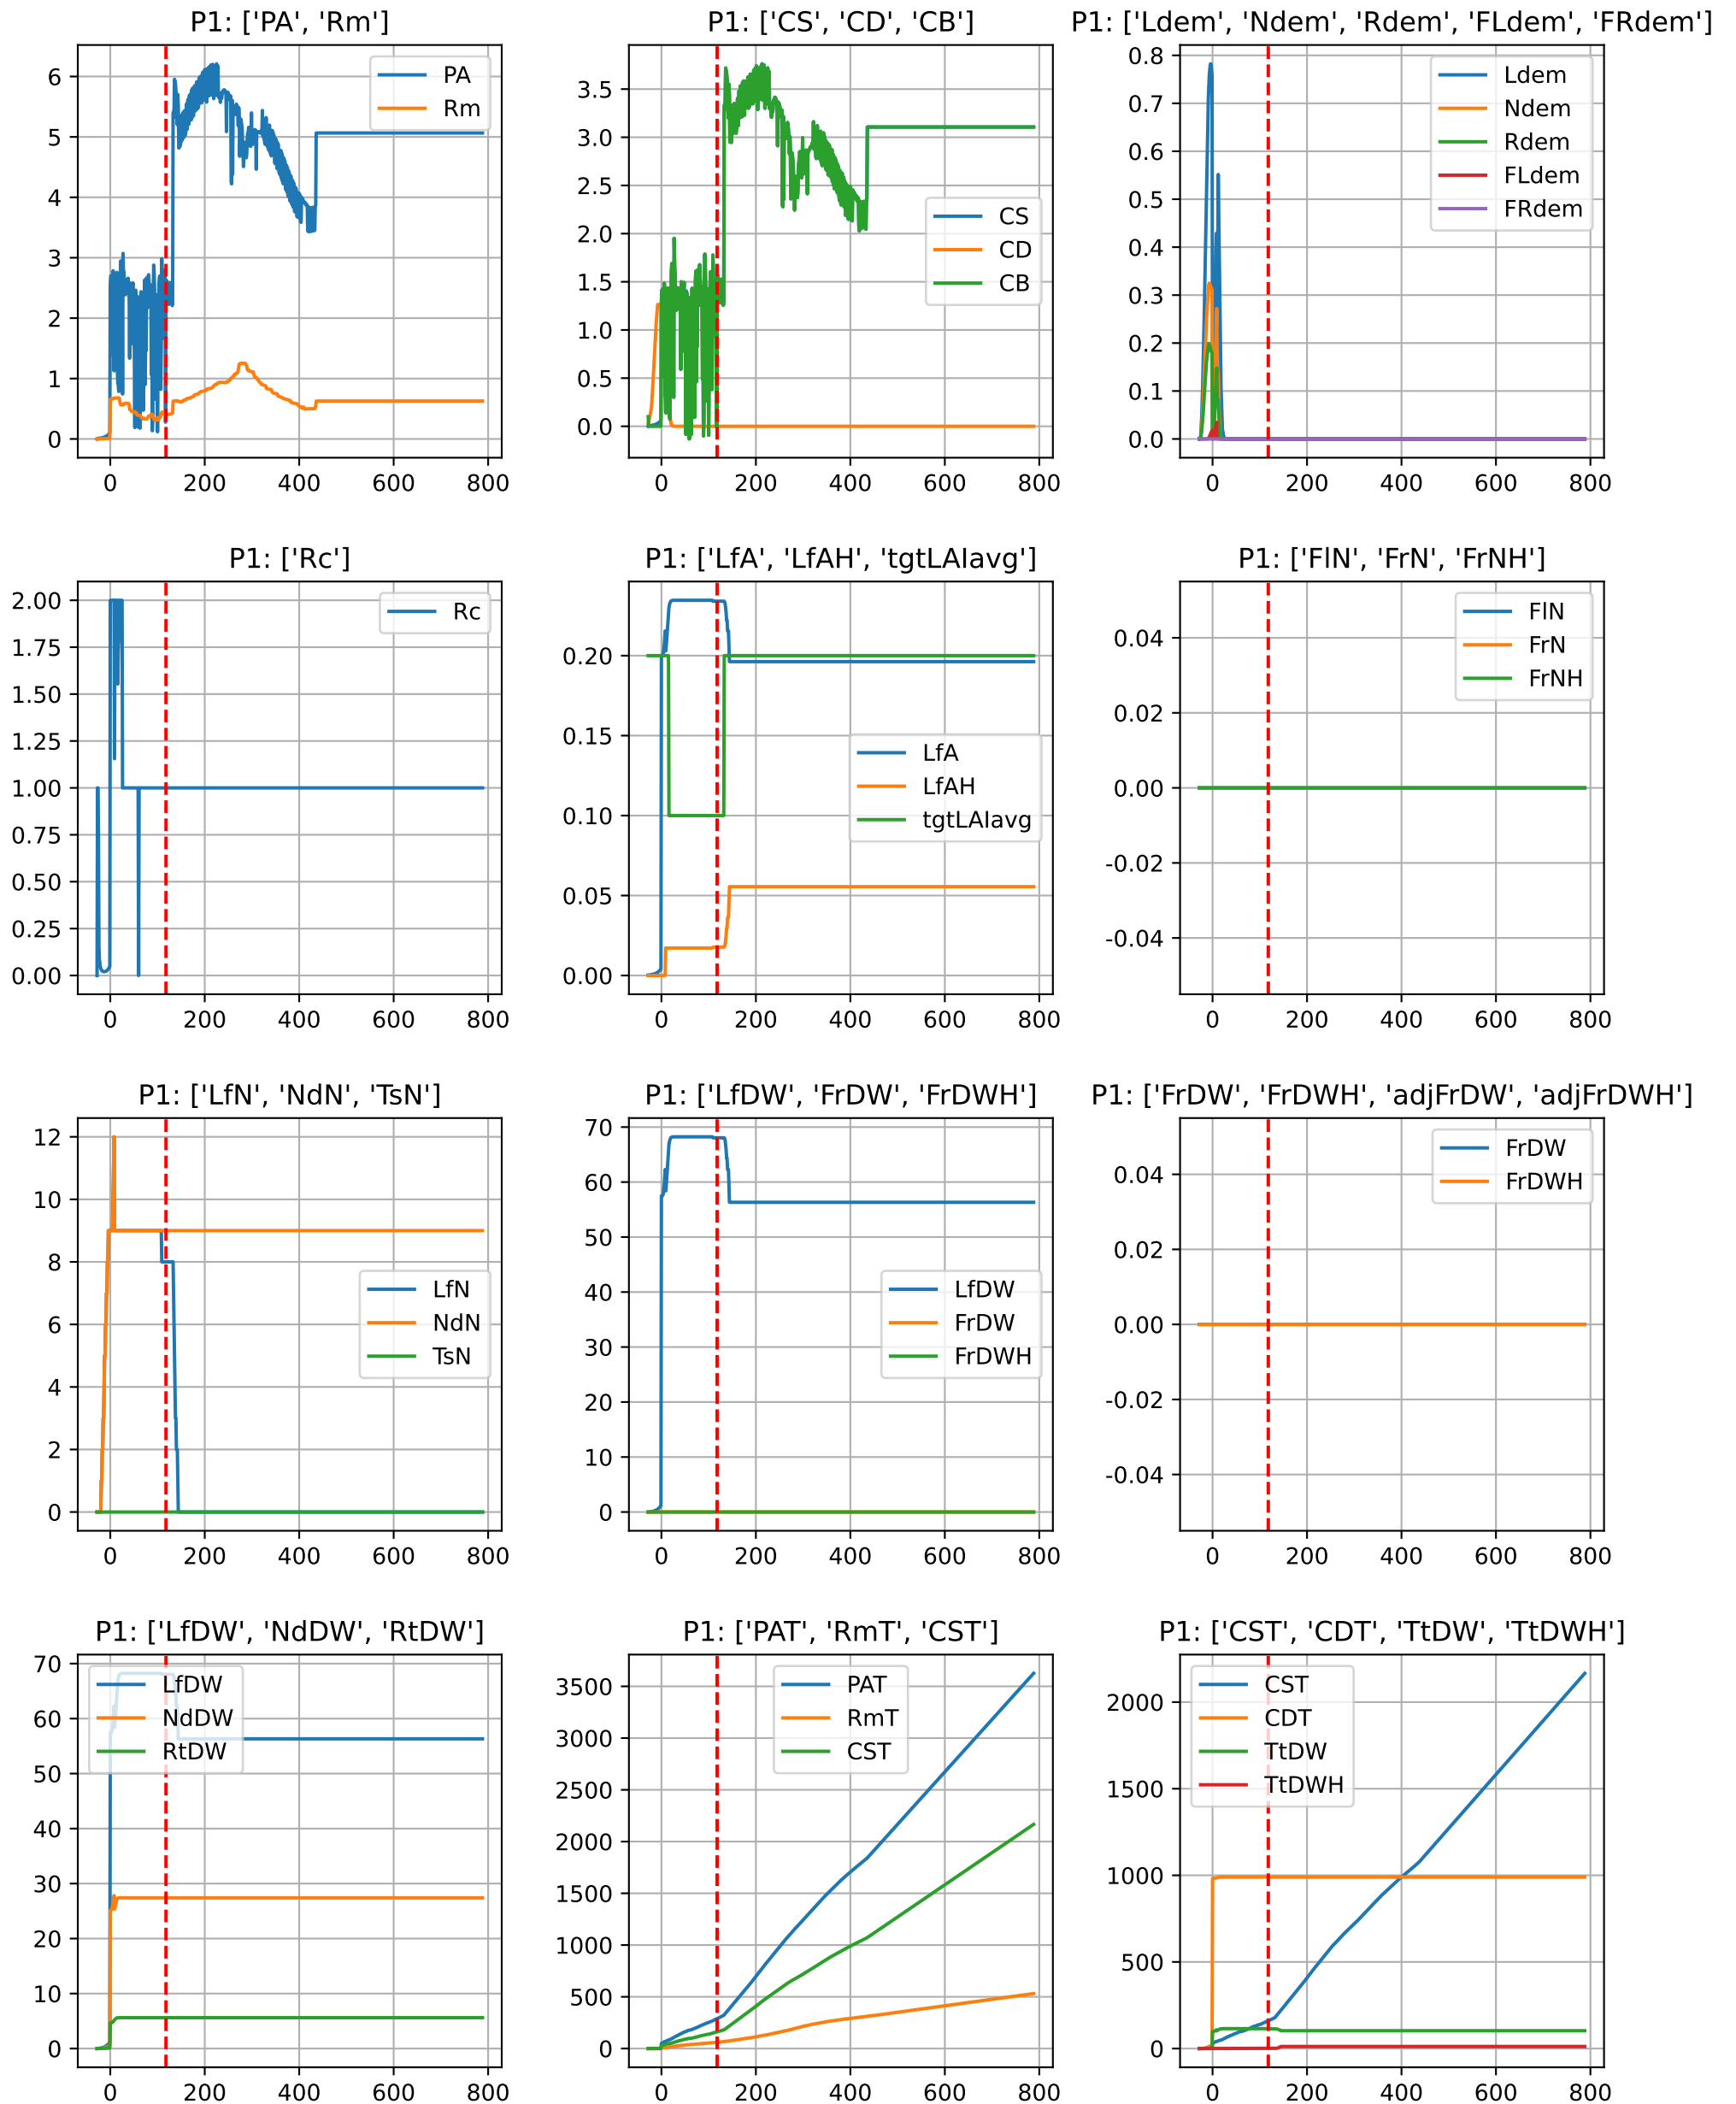 P1: ['PA', 'Rm']
6
5
4
3
2
1
0
0 200 400 600 800
PA
Rm
P1: ['CS', 'CD', 'CB']
3.5
3.0
2.5
2.0
1.5
1.0
0.5
0.0
0 200 400 600 800
CS
CD
CB
P1: ['Ldem', 'Ndem', 'Rdem', 'FLdem', 'FRdem']
0.8
0.7
0.6
0.5
0.4
0.3
0.2
0.1
0.0
0 200 400 600 800
Ldem
Ndem
Rdem
FLdem
FRdem
P1: ['Rc']
2.00
1.75
1.50
1.25
1.00
0.75
0.50
0.25
0.00
0 200 400 600 800
Rc
P1: ['LfA', 'LfAH', 'tgtLAIavg']
0.20
0.15
0.10
0.05
0.00
0 200 400 600 800
LfA
LfAH
tgtLAIavg
P1: ['FlN', 'FrN', 'FrNH']
0.04
0.02
0.00
-0.02
-0.04
0 200 400 600 800
FlN
FrN
FrNH
P1: ['LfN', 'NdN', 'TsN']
12
10
8
6
4
2
0
0 200 400 600 800
LfN
NdN
TsN
P1: ['LfDW', 'FrDW', 'FrDWH']
70
60
50
40
30
20
10
0
0 200 400 600 800
LfDW
FrDW
FrDWH
P1: ['FrDW', 'FrDWH', 'adjFrDW', 'adjFrDWH']
0.04
0.02
0.00
-0.02
-0.04
0 200 400 600 800
FrDW
FrDWH
P1: ['LfDW', 'NdDW', 'RtDW']
70
60
50
40
30
20
10
0
0 200 400 600 800
LfDW
NdDW
RtDW
P1: ['PAT', 'RmT', 'CST']
3500
3000
2500
2000
1500
1000
500
0
0 200 400 600 800
PAT
RmT
CST
P1: ['CST', 'CDT', 'TtDW', 'TtDWH']
2000
1500
1000
500
0
0 200 400 600 800
CST
CDT
TtDW
TtDWH